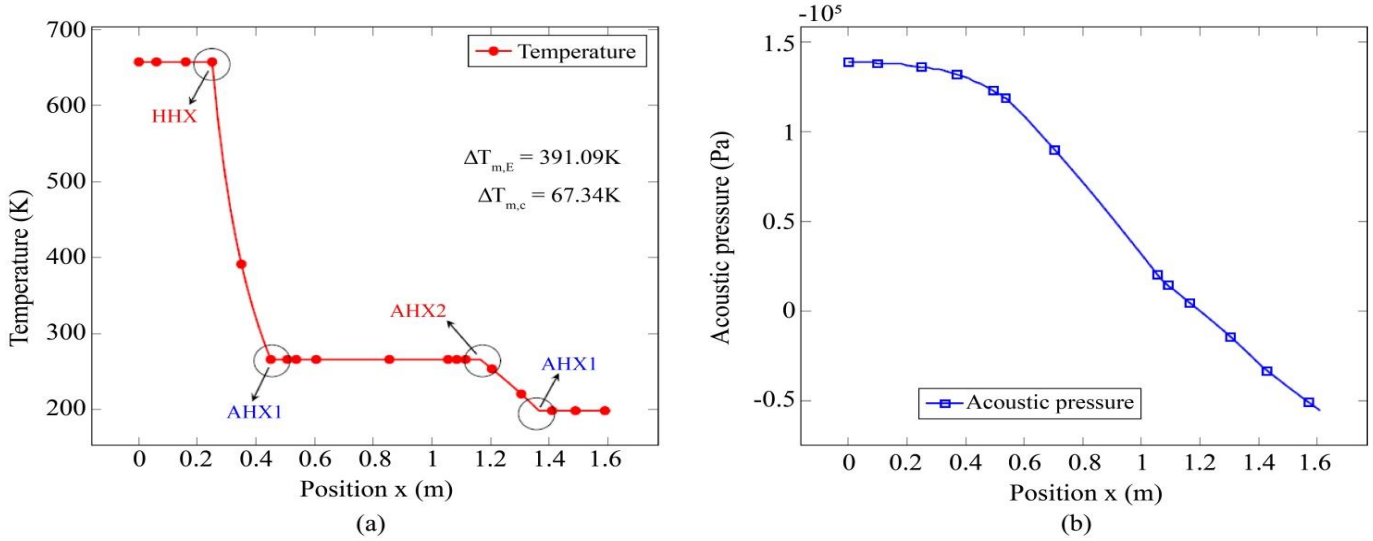 700
600
500
400
300
200
0
0.2
0.4
0.6
0.8
1
1.2
1.4
1.6
Temperature (K)
Position x (m)
Temperature
HHX
ΔTm,E = 391.09K
ΔTm,c = 67.34K
AHX2
AHX1
AHX1
(a)
-10⁵
1.5
1
0.5
0
-0.5
0
0.2
0.4
0.6
0.8
1
1.2
1.4
1.6
Acoustic pressure (Pa)
Position x (m)
Acoustic pressure
(b)